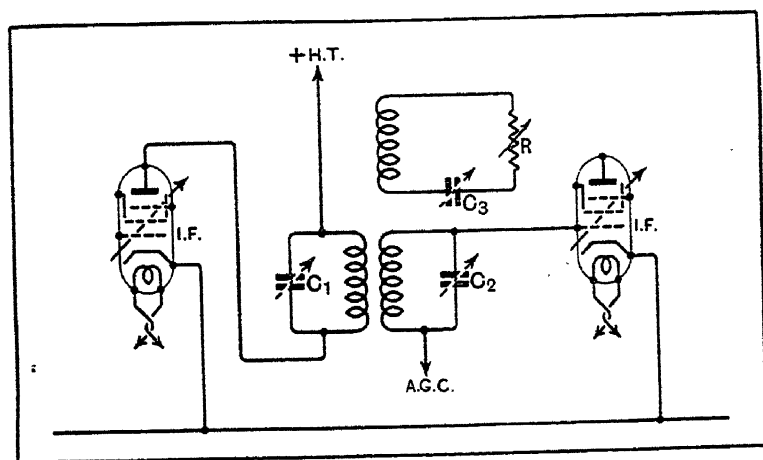 +H.T.
R
C3
I.F.
I.F.
C1
C2
A.G.C.